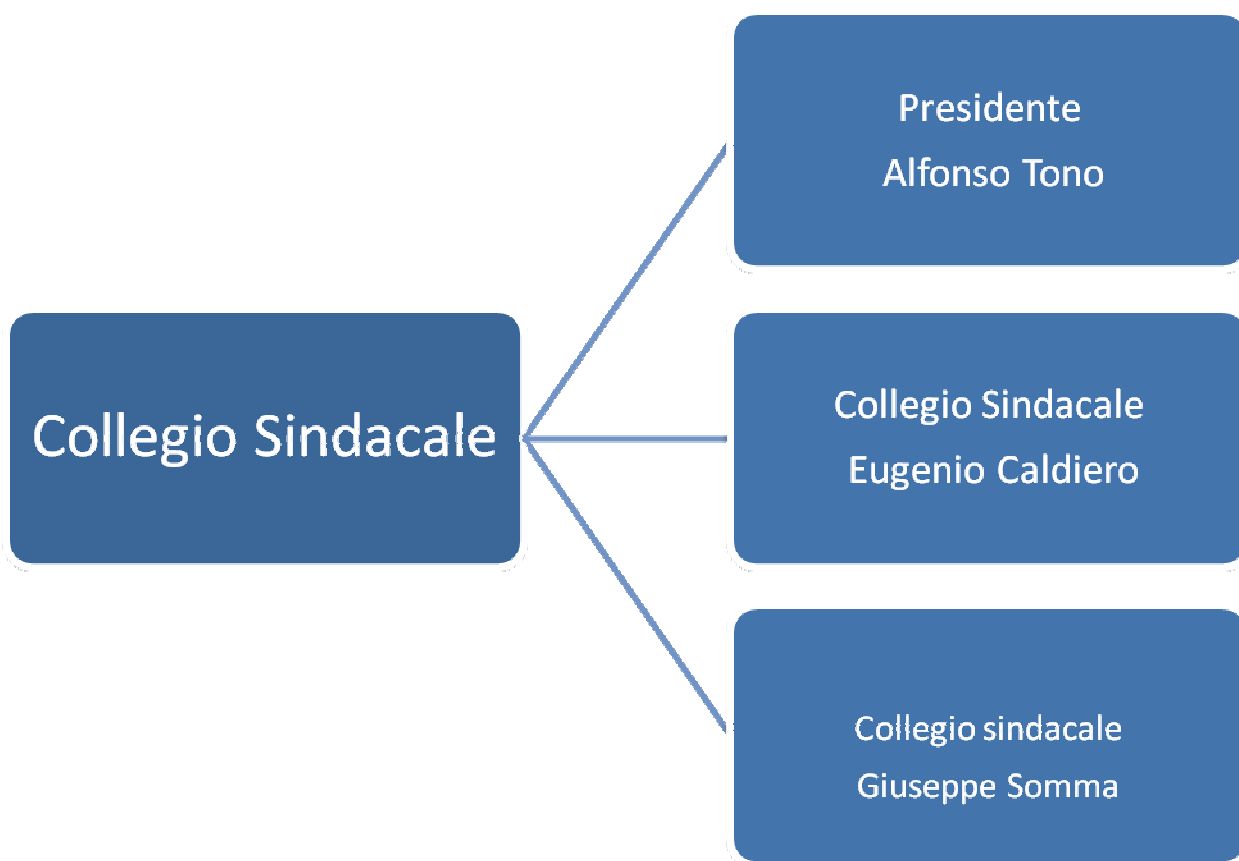 Collegio Sindacale
Presidente
Alfonso Tono
Collegio Sindacale
Eugenio Caldiero
Collegio sindacale
Giuseppe Somma